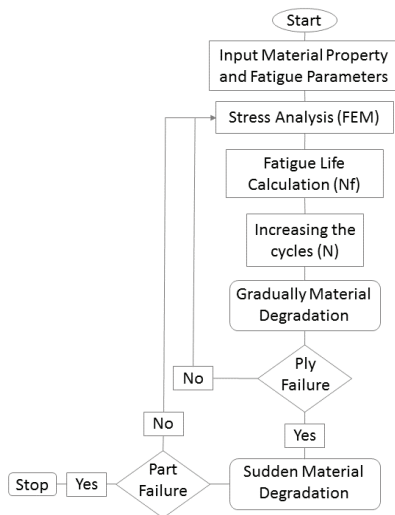 Start
Input Material Property
and Fatigue Parameters
Stress Analysis (FEM)
Fatigue Life
Calculation (Nf)
Increasing the
cycles (N)
Gradually Material
Degradation
Ply
Failure
No
Yes
Sudden Material
Degradation
Part
Failure
No
Yes
Stop